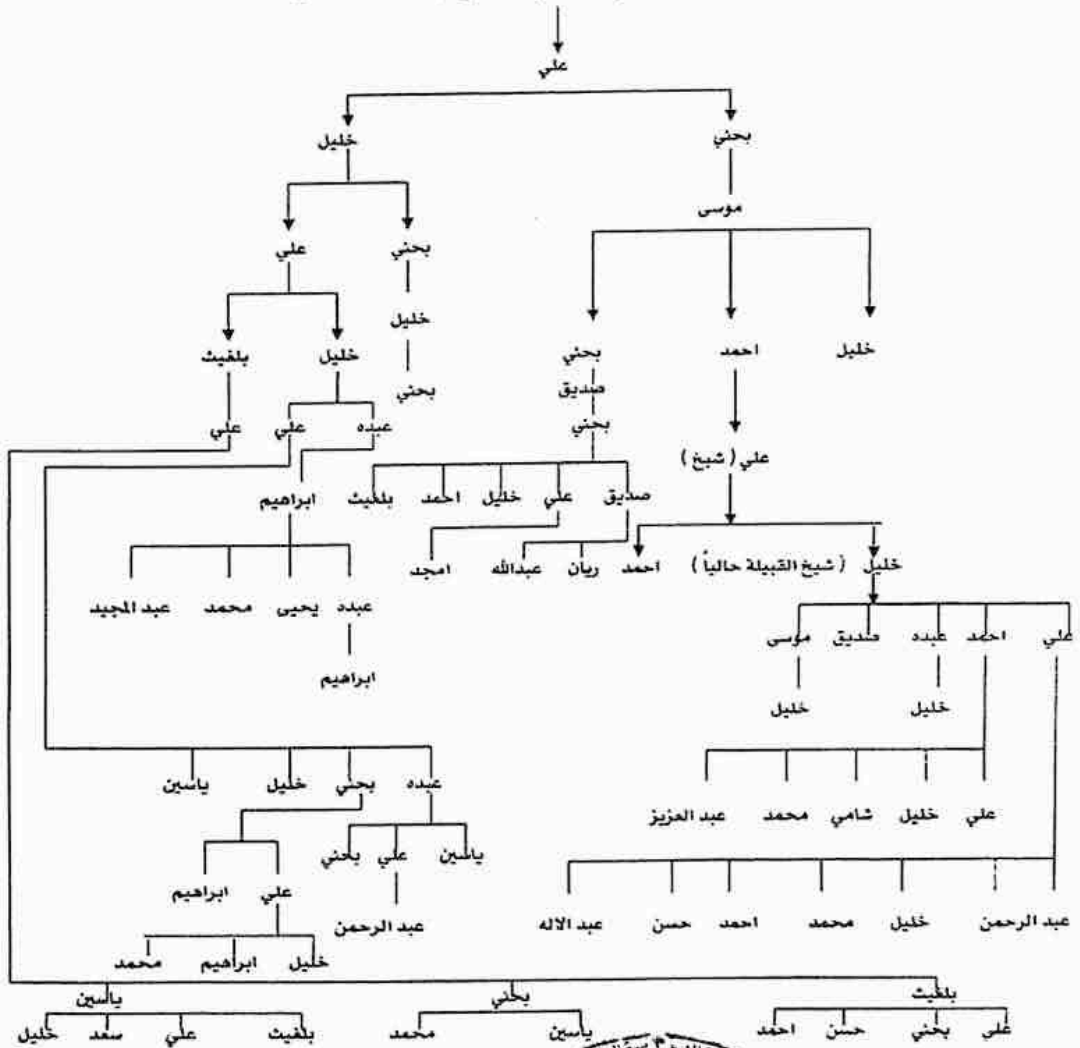 علي
بحني خليل
موسى
بحني علي
خليل
خليل احمد بحني خليل بلغيث
صديق بحني
بحني عبده علي علي
علي (شيخ)
صديق علي خليل احمد بلغيث ابراهيم
خليل (شيخ القبيلة حالياً) احمد ريان عبدالله امجد
عبده يحيى محمد عبد المجيد
علي احمد عبده صديق موسى
ابراهيم
خليل خليل
عبده بحني خليل ياسين
علي خليل شامي محمد عبد العزيز
ياسين علي بحني
علي ابراهيم
عبد الرحمن خليل محمد احمد حسن عبد الاله عبد الرحمن
خليل ابراهيم محمد
بلغيث بحني ياسين
علي بحني حسن احمد ياسين محمد بلغيث علي سعد خليل